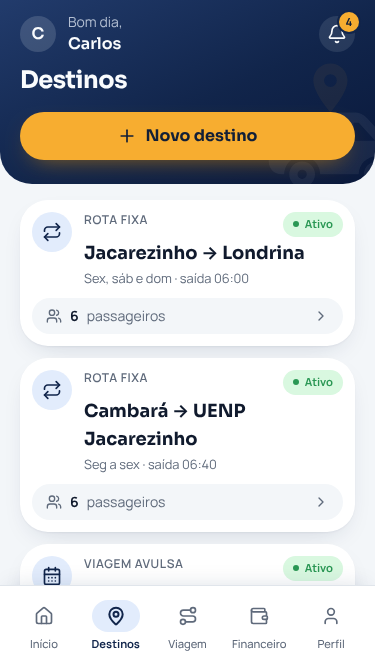 C
Bom dia,
Carlos
4
Destinos
+ Novo destino
ROTA FIXA
Ativo
Jacarezinho → Londrina
Sex, sáb e dom · saída 06:00
6 passageiros
ROTA FIXA
Ativo
Cambará → UENP
Jacarezinho
Seg a sex · saída 06:40
6 passageiros
VIAGEM AVULSA
Ativo
Início
Destinos
Viagem
Financeiro
Perfil